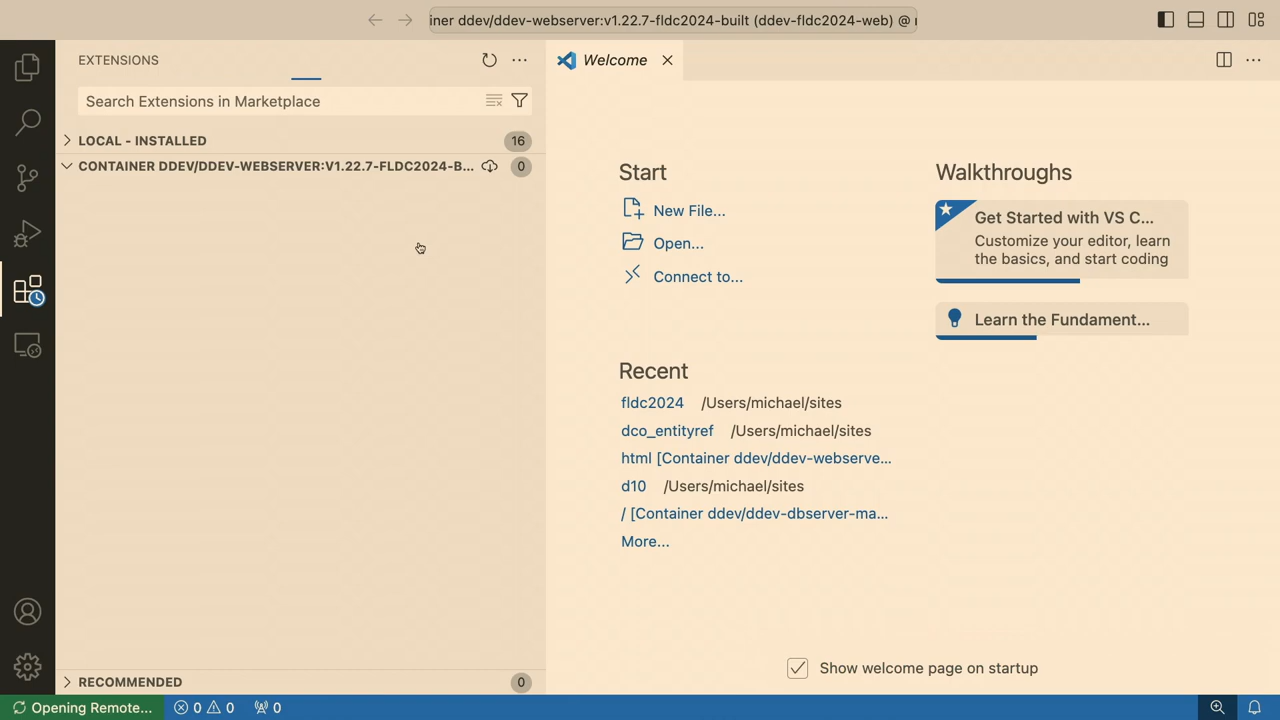 iner ddev/ddev-webserver:v1.22.7-fldc2024-built (ddev-fldc2024-web) @
EXTENSIONS
Search Extensions in Marketplace
LOCAL - INSTALLED 16
CONTAINER DDEV/DDEV-WEBSERVER:V1.22.7-FLDC2024-B... 0
RECOMMENDED 0
Welcome
Start
New File...
Open...
Connect to...
Recent
fldc2024 /Users/michael/sites
dco_entityref /Users/michael/sites
html [Container ddev/ddev-webserve...
d10 /Users/michael/sites
/ [Container ddev/ddev-dbserver-ma...
More...
Walkthroughs
Get Started with VS C...
Customize your editor, learn
the basics, and start coding
Learn the Fundament...
Show welcome page on startup
Opening Remote... 0 0 0